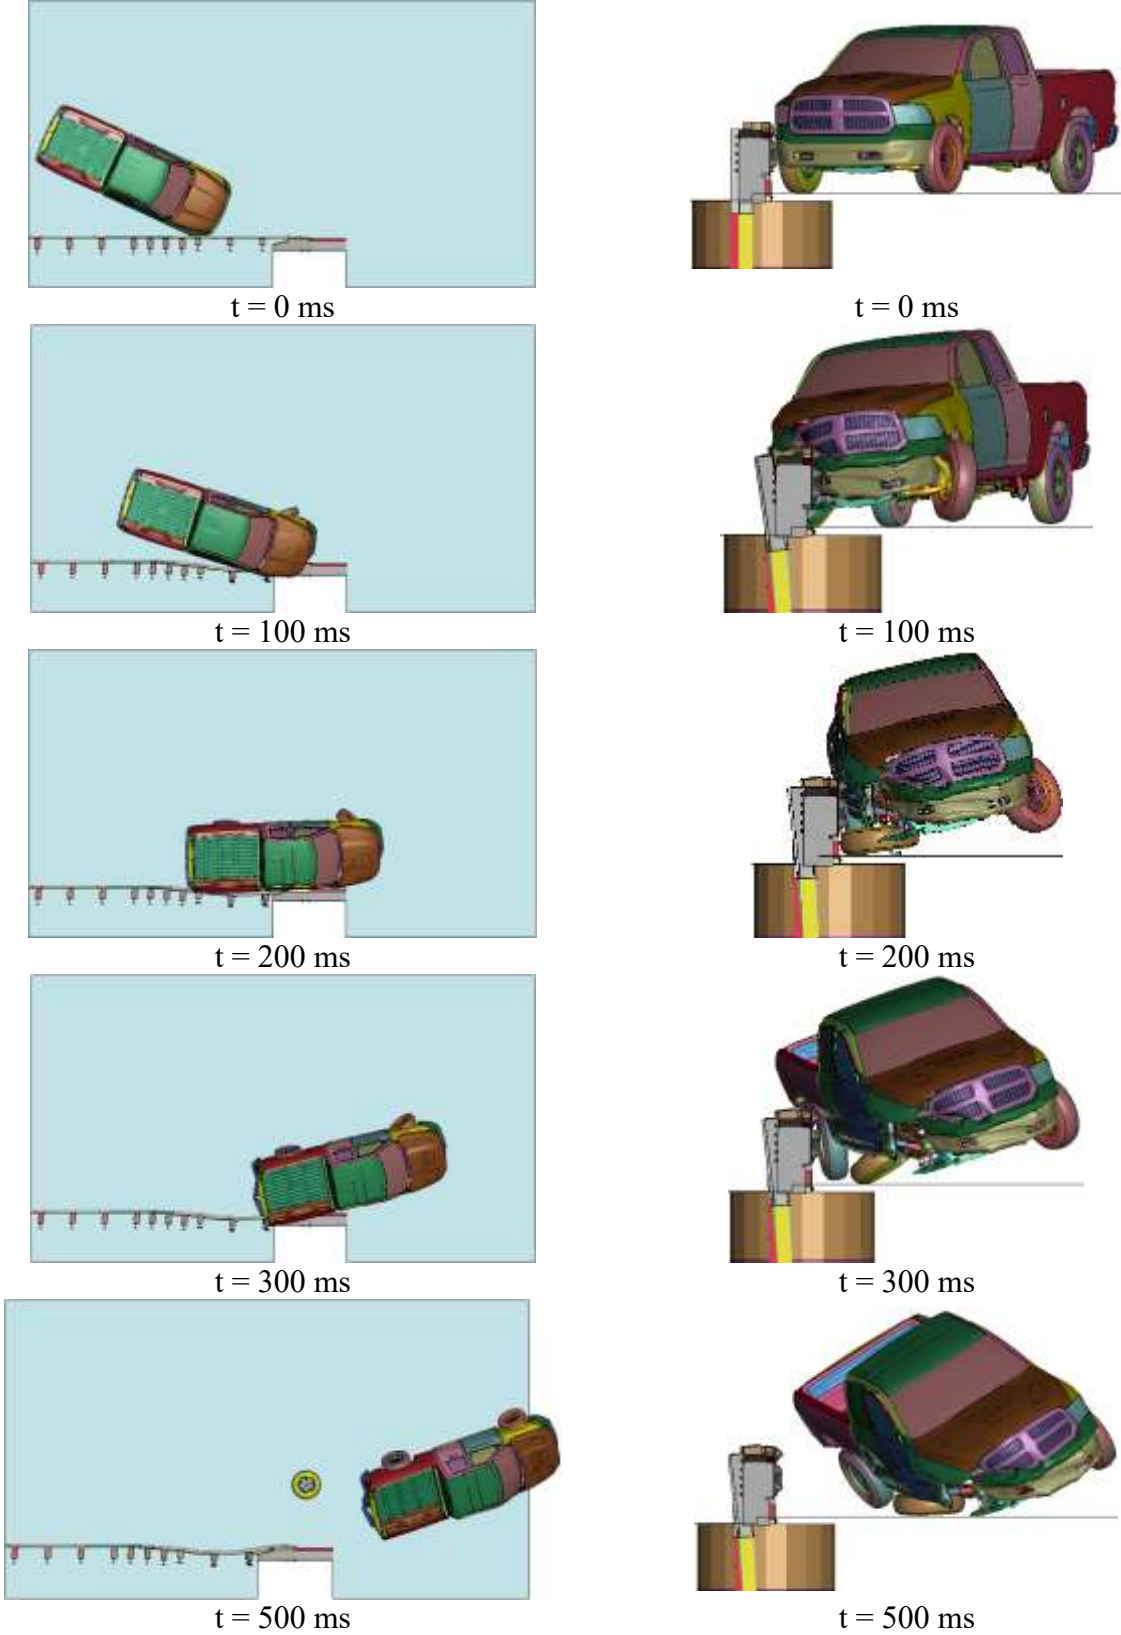 t = 0 ms
t = 0 ms
t = 100 ms
t = 100 ms
t = 200 ms
t = 200 ms
t = 300 ms
t = 300 ms
t = 500 ms
t = 500 ms